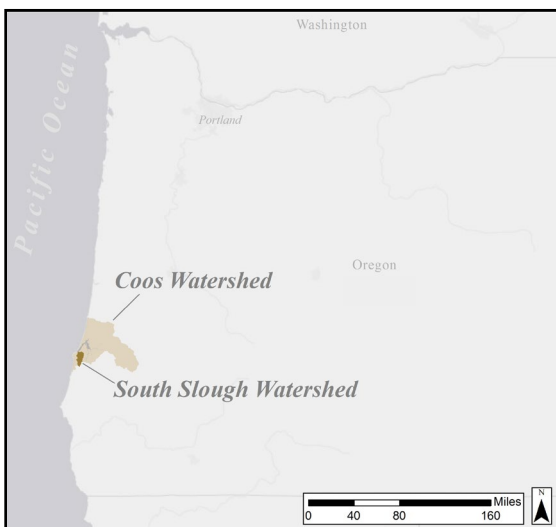 Washington
Pacific Ocean
Portland
Oregon
Coos Watershed
South Slough Watershed
Miles
0 40 80 160
N